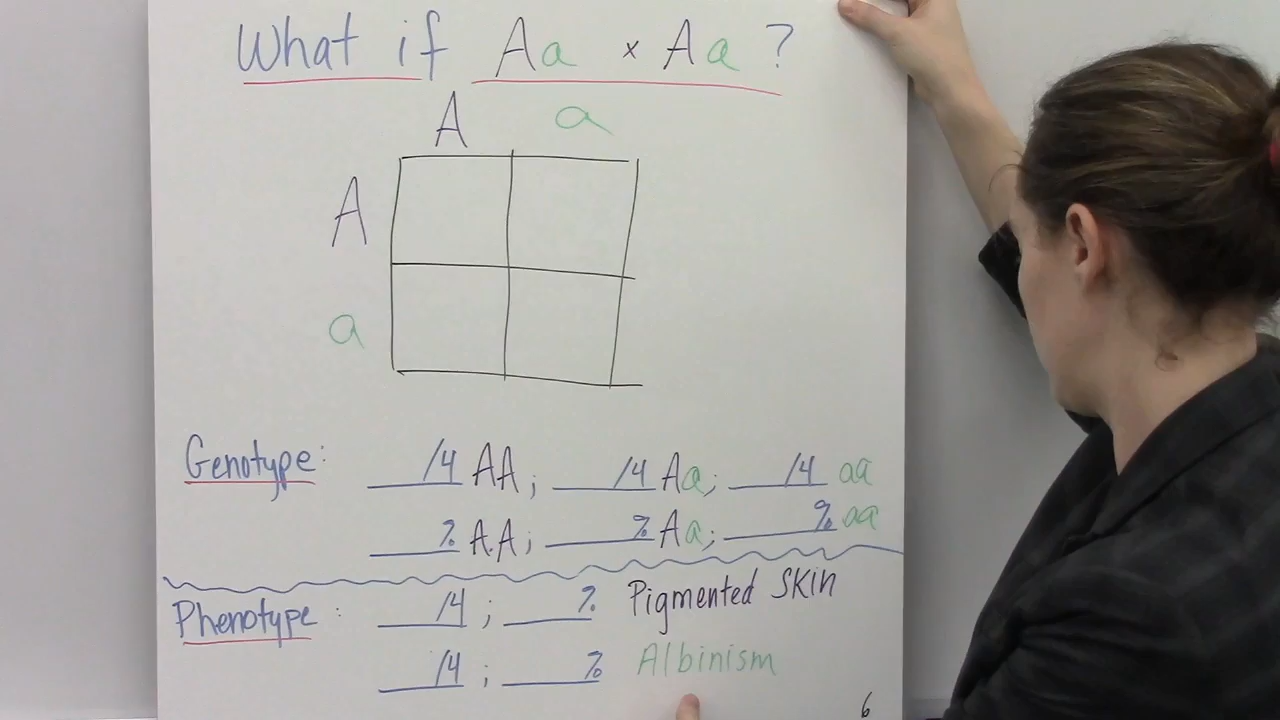 What if Aa x Aa ?
A a
A
a
Genotype: /4 AA; /4 Aa; /4 aa
% AA; % Aa; % aa
Phenotype: /4 ; % Pigmented Skin
/4 ; % Albinism
6